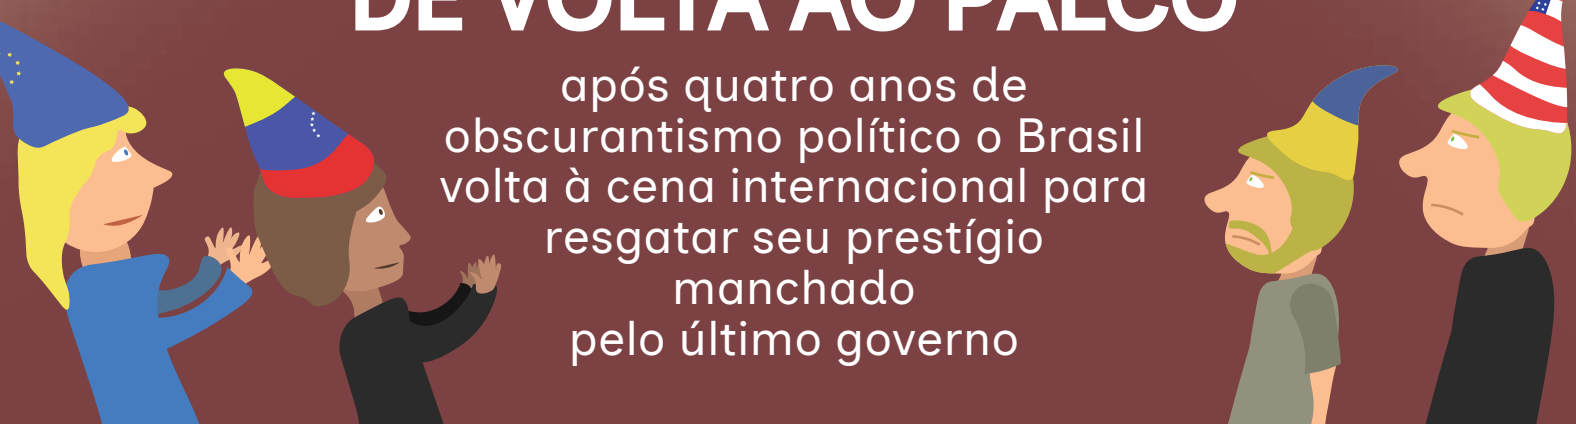 DE VOLTA AO PALCO
após quatro anos de
obscurantismo político o Brasil
volta à cena internacional para
resgatar seu prestígio
manchado
pelo último governo